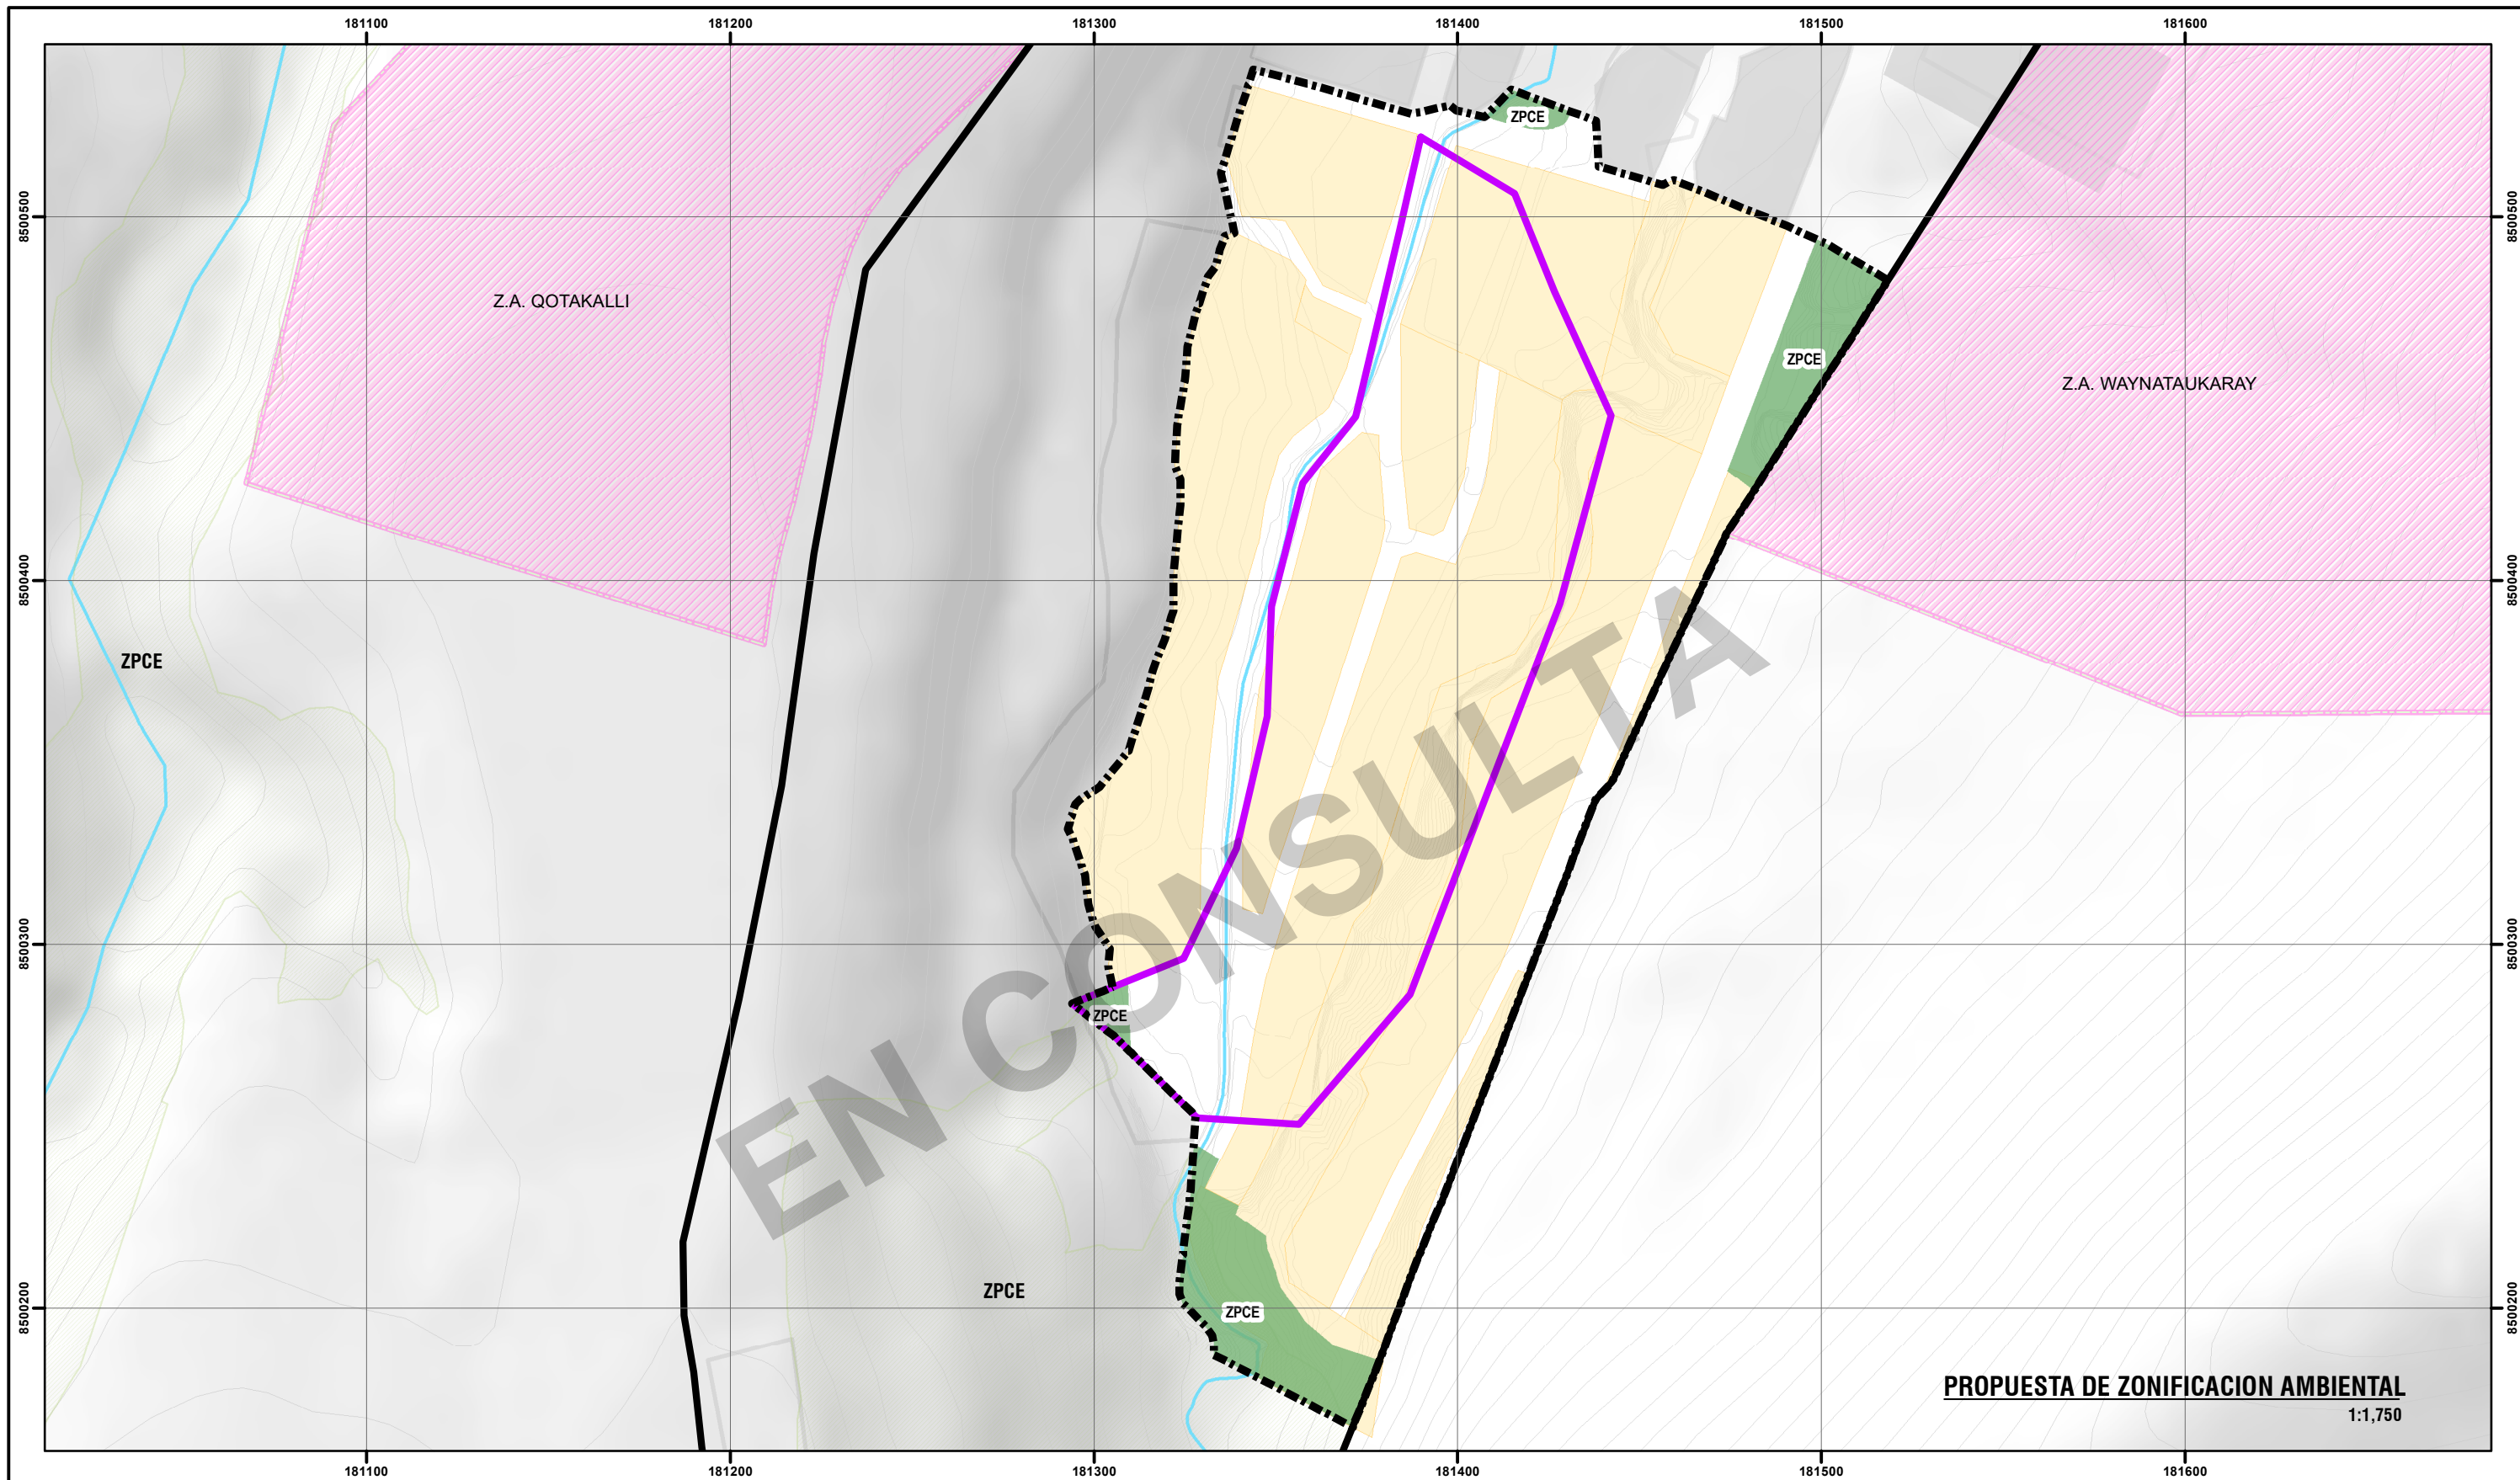 181100 181200 181300 181400 181500 181600
ZPCE
8500500 8500500
Z.A. QOTAKALLI
ZPCE
Z.A. WAYNATAUKARAY
8500400 8500400
ZPCE
EN CONSULTA
8500300 8500300
ZPCE
ZPCE
8500200 8500200
ZPCE
PROPUESTA DE ZONIFICACION AMBIENTAL
1:1,750
181100 181200 181300 181400 181500 181600